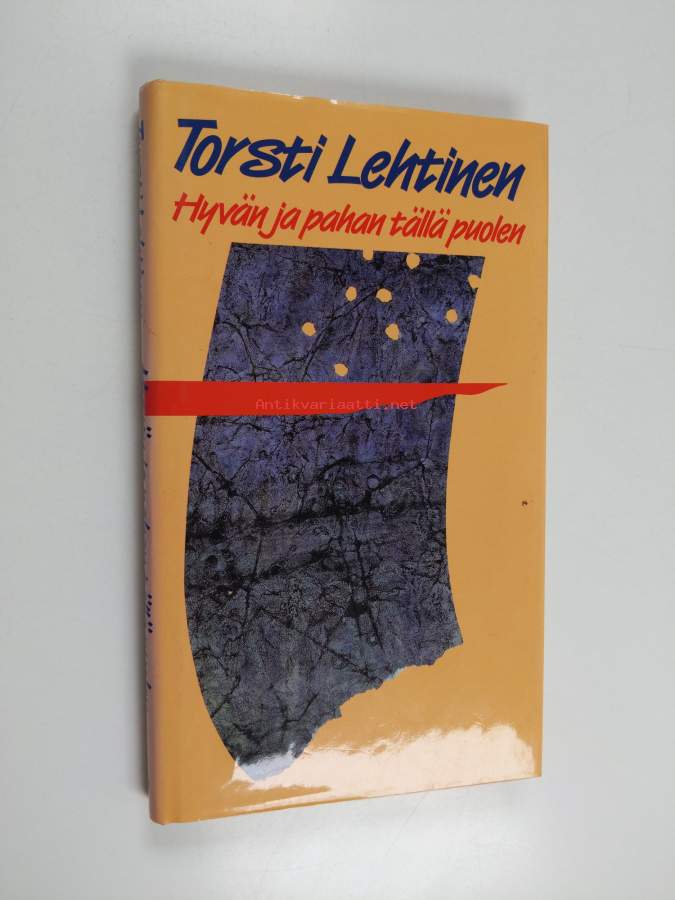 Torsti Lehtinen
Hyvän ja pahan tällä puolen
Antikvariaatti.net